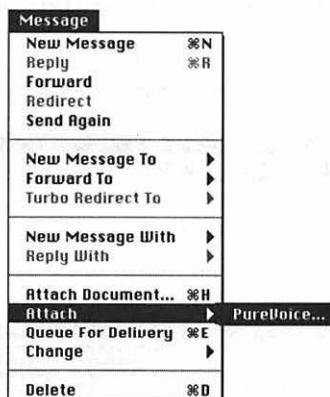 Message
New Message ⌘N
Reply ⌘R
Forward
Redirect
Send Again
New Message To
Forward To
Turbo Redirect To
New Message With
Reply With
Attach Document... ⌘H
Attach PureVoice...
Queue For Delivery ⌘E
Change
Delete ⌘D